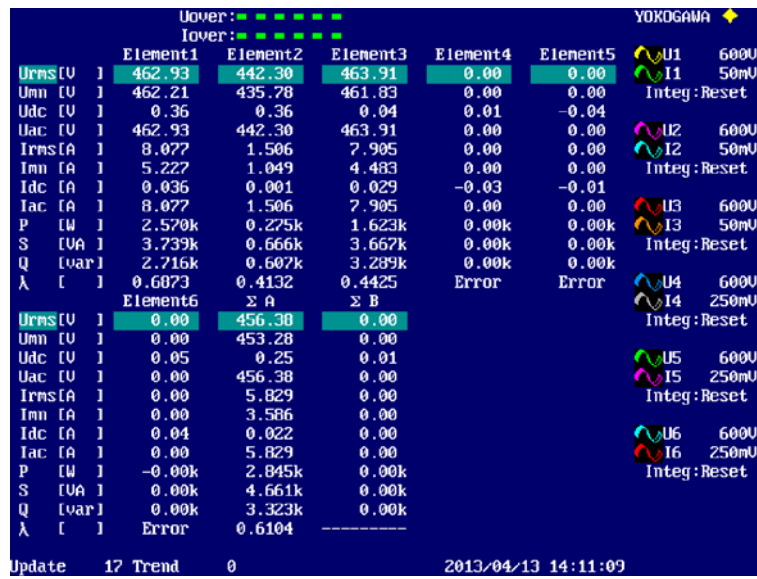 Uover: YOKOGAWA
Iover:
Element1 Element2 Element3 Element4 Element5 U1 600V
Urms[V ] 462.93 442.30 463.91 0.00 0.00 I1 50mV
Umn [V ] 462.21 435.78 461.83 0.00 0.00 Integ:Reset
Udc [V ] 0.36 0.36 0.04 0.01 -0.04
Uac [V ] 462.93 442.30 463.91 0.00 0.00 U2 600V
Irms[A ] 8.077 1.506 7.905 0.00 0.00 I2 50mV
Imn [A ] 5.227 1.049 4.483 0.00 0.00 Integ:Reset
Idc [A ] 0.036 0.001 0.029 -0.03 -0.01
Iac [A ] 8.077 1.506 7.905 0.00 0.00 U3 600V
P [W ] 2.570k 0.275k 1.623k 0.00k 0.00k I3 50mV
S [VA ] 3.739k 0.666k 3.667k 0.00k 0.00k Integ:Reset
Q [var] 2.716k 0.607k 3.289k 0.00k 0.00k
λ [ ] 0.6873 0.4132 0.4425 Error Error U4 600V
Element6 Σ A Σ B I4 250mV
Urms[V ] 0.00 456.38 0.00 Integ:Reset
Umn [V ] 0.00 453.28 0.00
Udc [V ] 0.05 0.25 0.01 U5 600V
Uac [V ] 0.00 456.38 0.00 I5 250mV
Irms[A ] 0.00 5.829 0.00 Integ:Reset
Imn [A ] 0.00 3.586 0.00
Idc [A ] 0.04 0.022 0.00 U6 600V
Iac [A ] 0.00 5.829 0.00 I6 250mV
P [W ] -0.00k 2.845k 0.00k Integ:Reset
S [VA ] 0.00k 4.661k 0.00k
Q [var] 0.00k 3.323k 0.00k
λ [ ] Error 0.6104 ---------
Update 17 Trend 0 2013/04/13 14:11:09